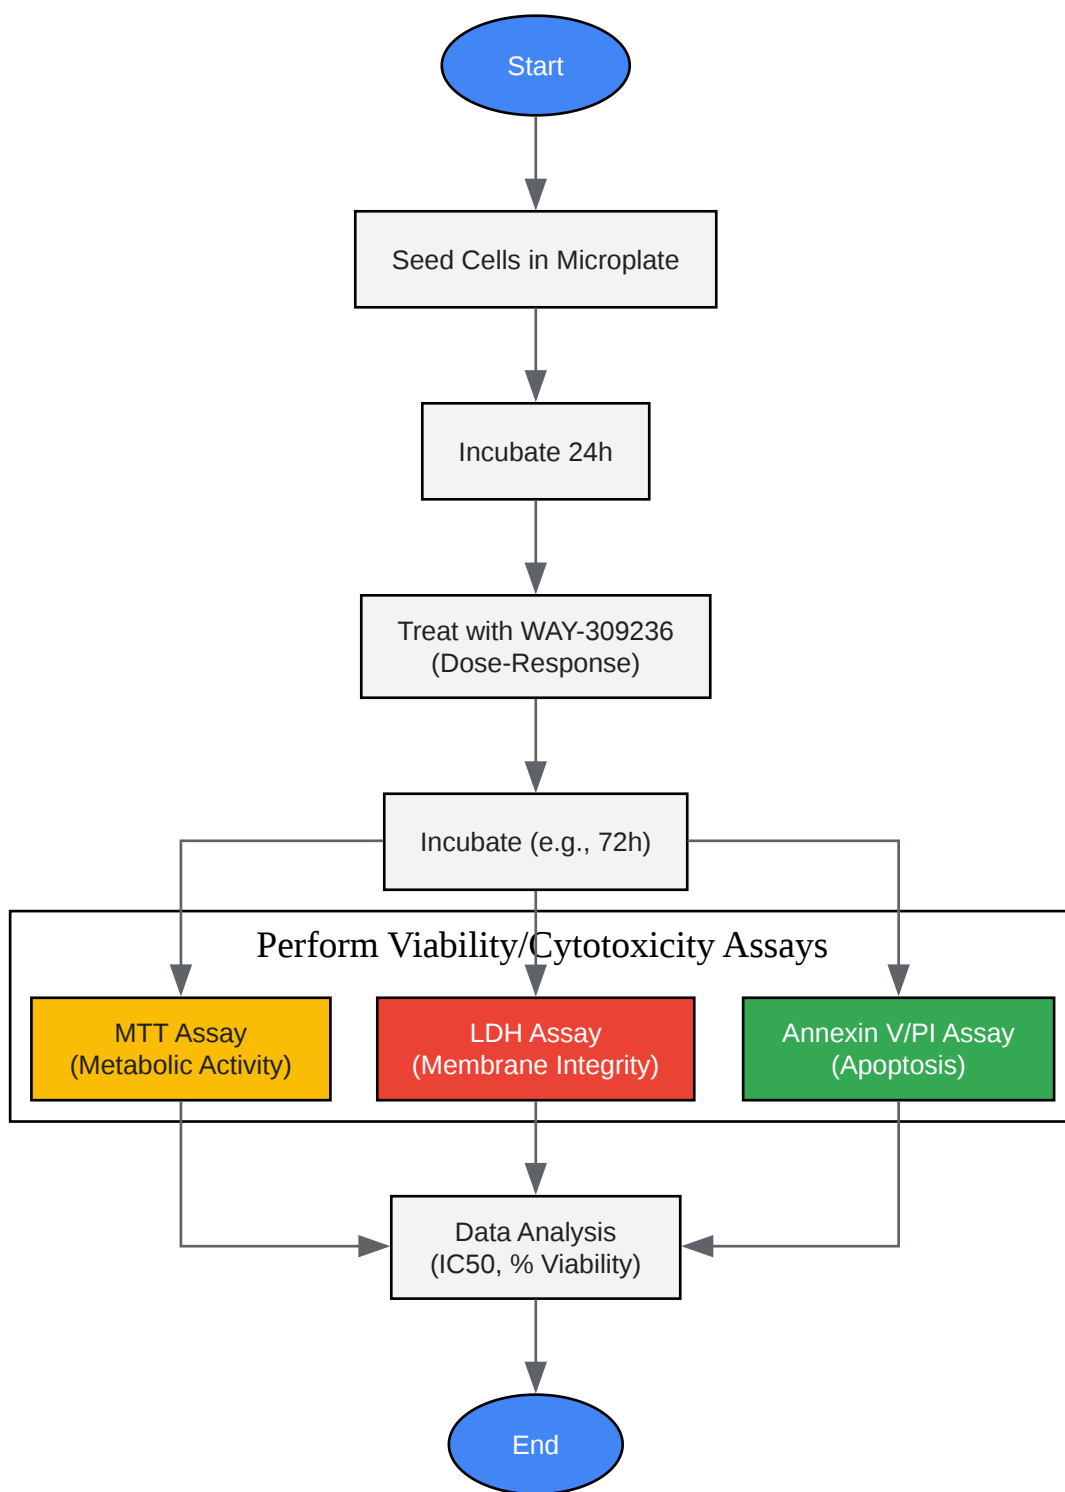 Start
Seed Cells in Microplate
Incubate 24h
Treat with WAY-309236
(Dose-Response)
Incubate (e.g., 72h)
Perform Viability/Cytotoxicity Assays
MTT Assay
(Metabolic Activity)
LDH Assay
(Membrane Integrity)
Annexin V/PI Assay
(Apoptosis)
Data Analysis
(IC50, % Viability)
End